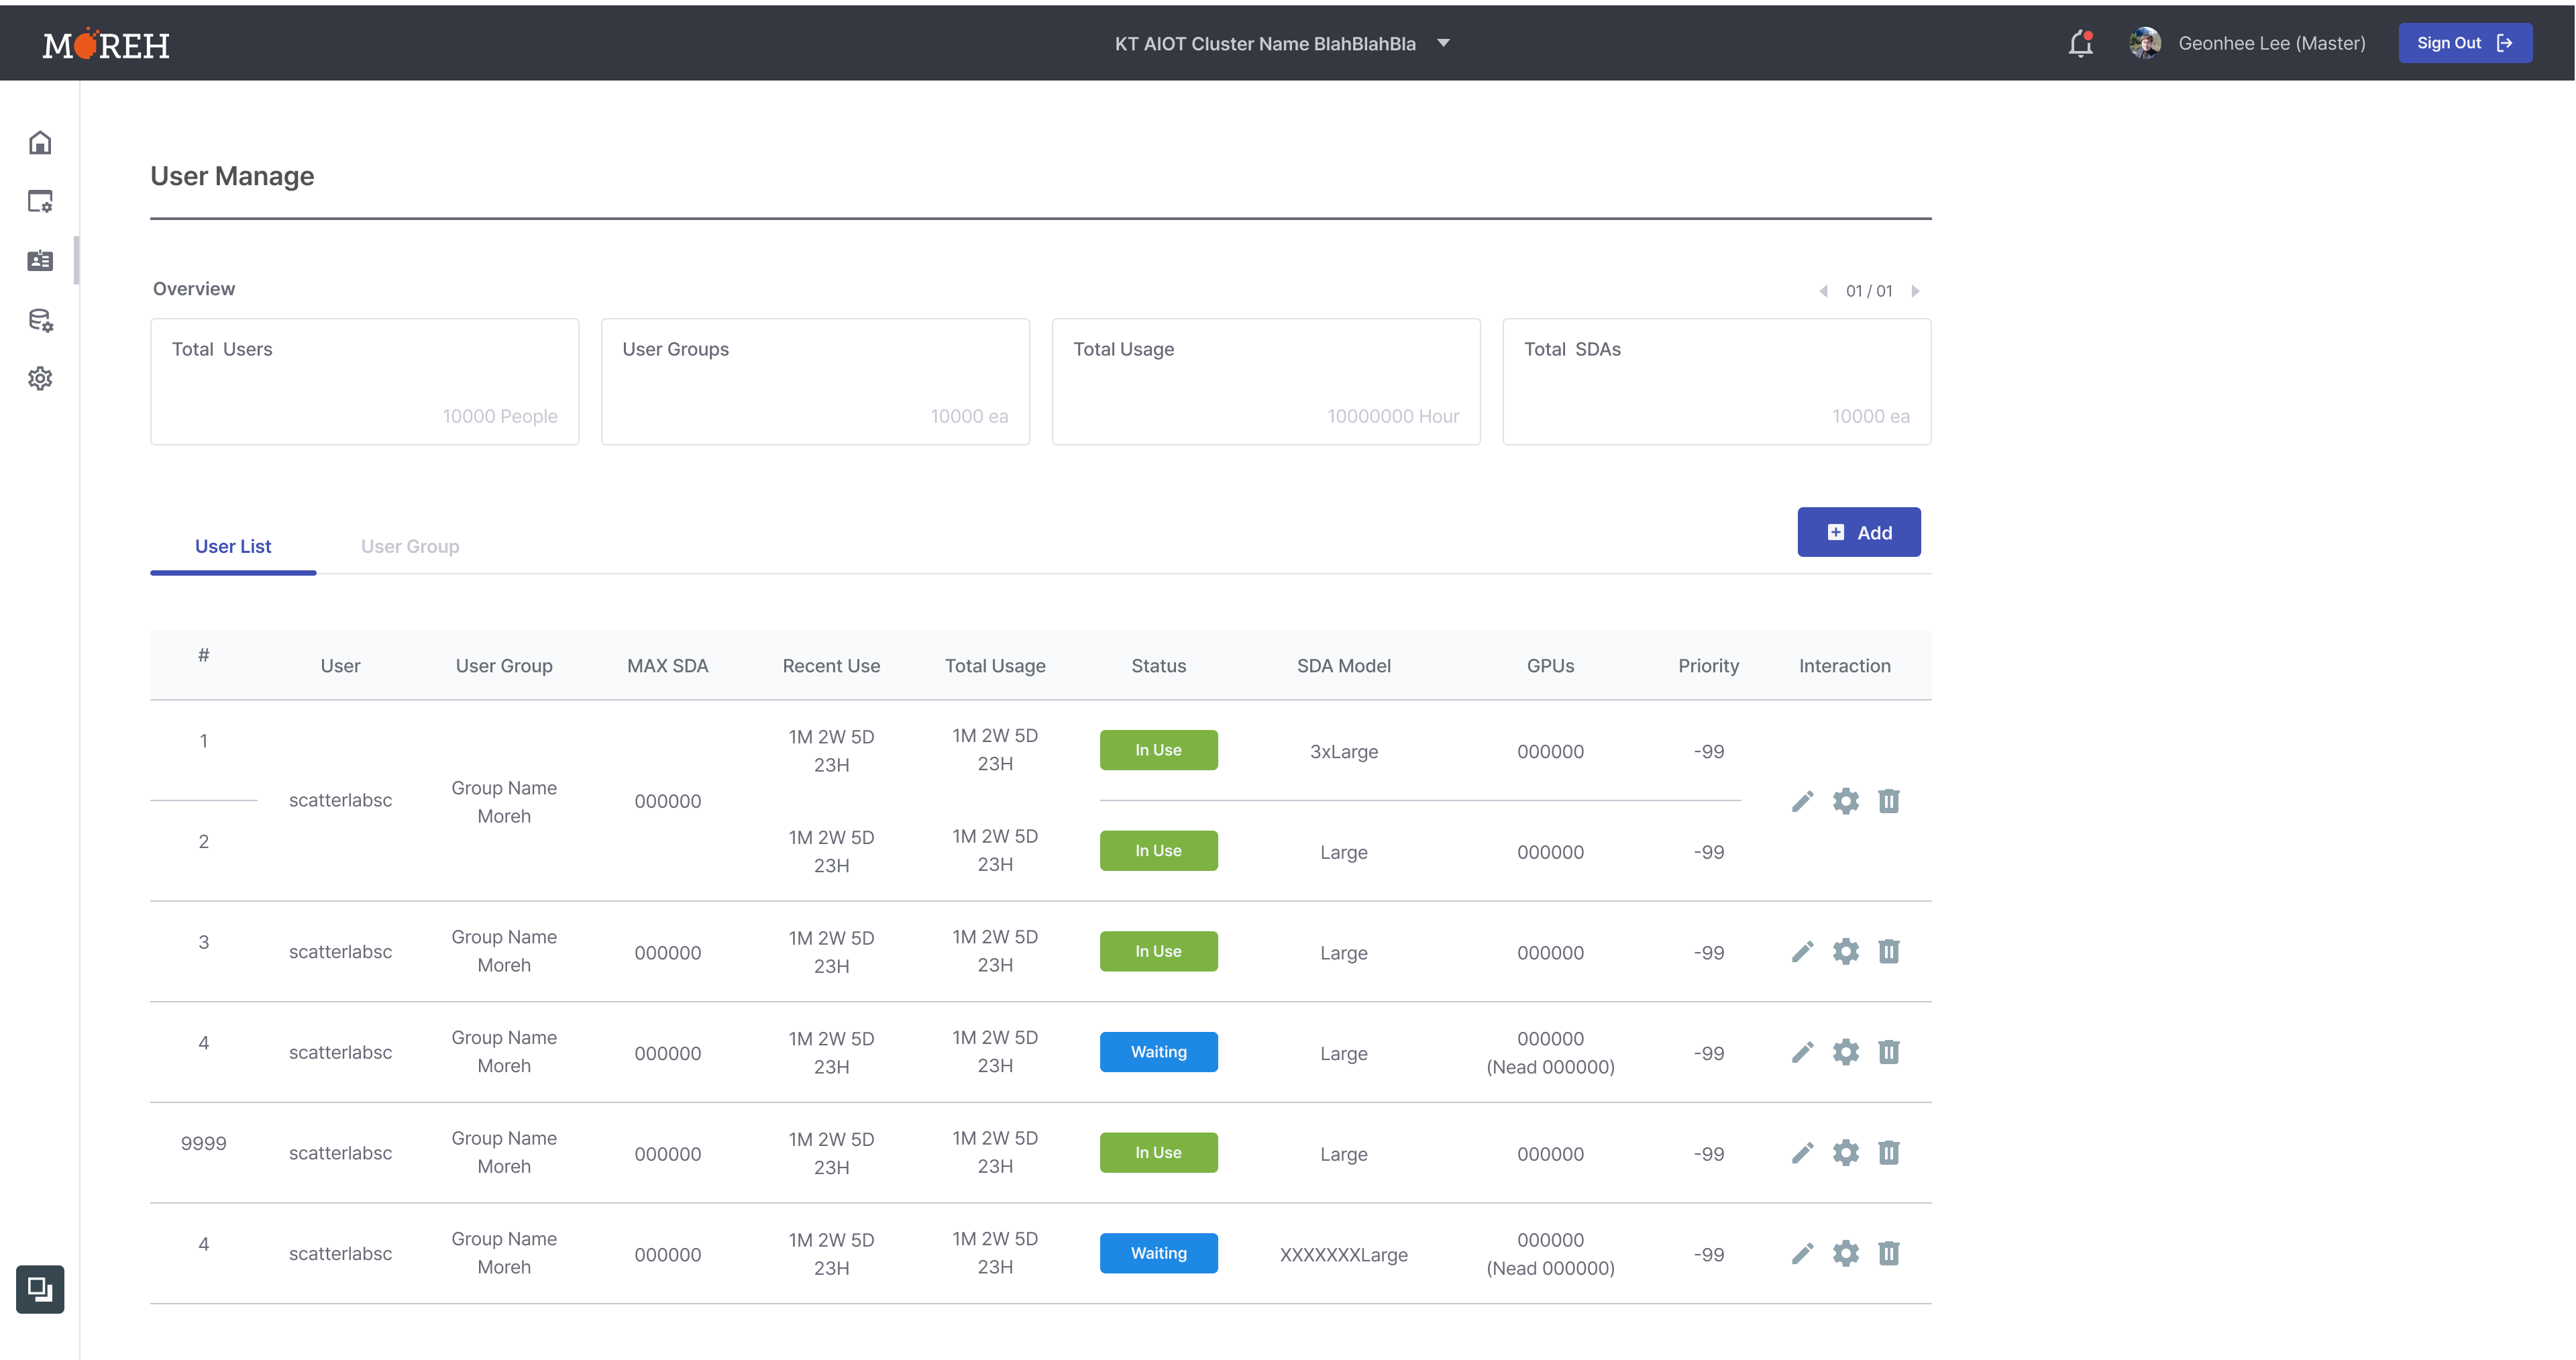 MOREH
KT AIOT Cluster Name BlahBlahBla
Geonhee Lee (Master)
Sign Out
User Manage
Overview
01 / 01
Total Users
10000 People
User Groups
10000 ea
Total Usage
10000000 Hour
Total SDAs
10000 ea
User List
User Group
Add
# User User Group MAX SDA Recent Use Total Usage Status SDA Model GPUs Priority Interaction
1
1M 2W 5D
23H
1M 2W 5D
23H
In Use
3xLarge
000000
-99
scatterlabsc
Group Name
Moreh
000000
2
1M 2W 5D
23H
1M 2W 5D
23H
In Use
Large
000000
-99
3
scatterlabsc
Group Name
Moreh
000000
1M 2W 5D
23H
1M 2W 5D
23H
In Use
Large
000000
-99
4
scatterlabsc
Group Name
Moreh
000000
1M 2W 5D
23H
1M 2W 5D
23H
Waiting
Large
000000
(Nead 000000)
-99
9999
scatterlabsc
Group Name
Moreh
000000
1M 2W 5D
23H
1M 2W 5D
23H
In Use
Large
000000
-99
4
scatterlabsc
Group Name
Moreh
000000
1M 2W 5D
23H
1M 2W 5D
23H
Waiting
XXXXXXXLarge
000000
(Nead 000000)
-99